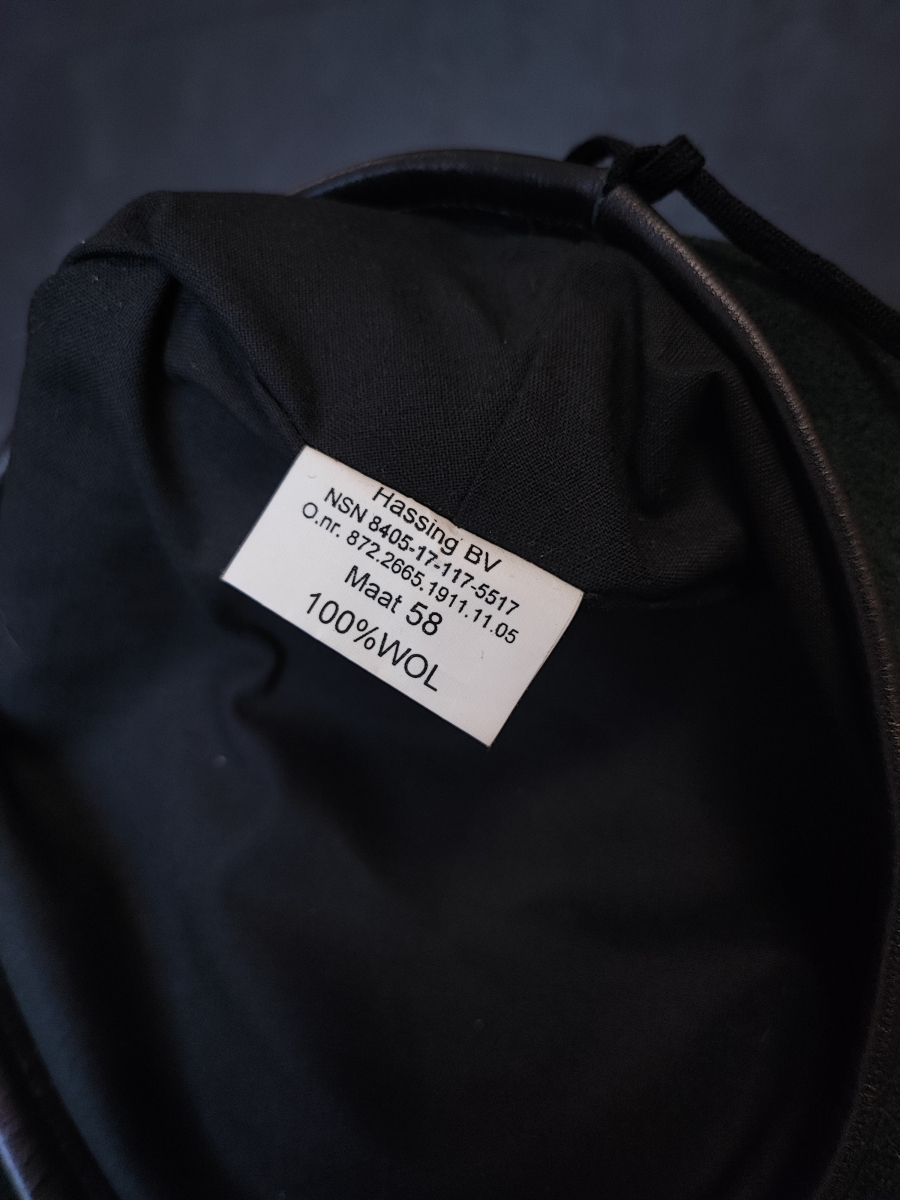 Hassing BV
NSN 8405-17-117-5517
O.nr. 872.2665.1911.11.05
Maat 58
100%WOL